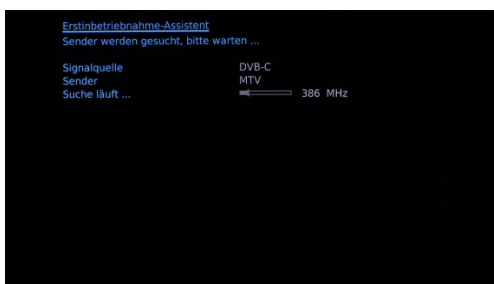 Erstinbetriebnahme-Assistent
Sender werden gesucht, bitte warten ...
Signalquelle DVB-C
Sender MTV
Suche läuft ... 386 MHz